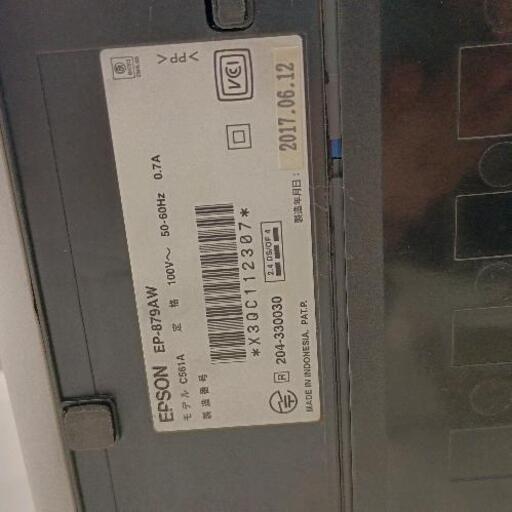 EPSON EP-879AW
モデル C561A 定格 100V～ 50-60Hz 0.7A
製造番号
*X3QC112307*
R 204-330030
2.4 DS/OF 4
MADE IN INDONESIA, PAT.P.
製造年月日:
2017.06.12
VCCI